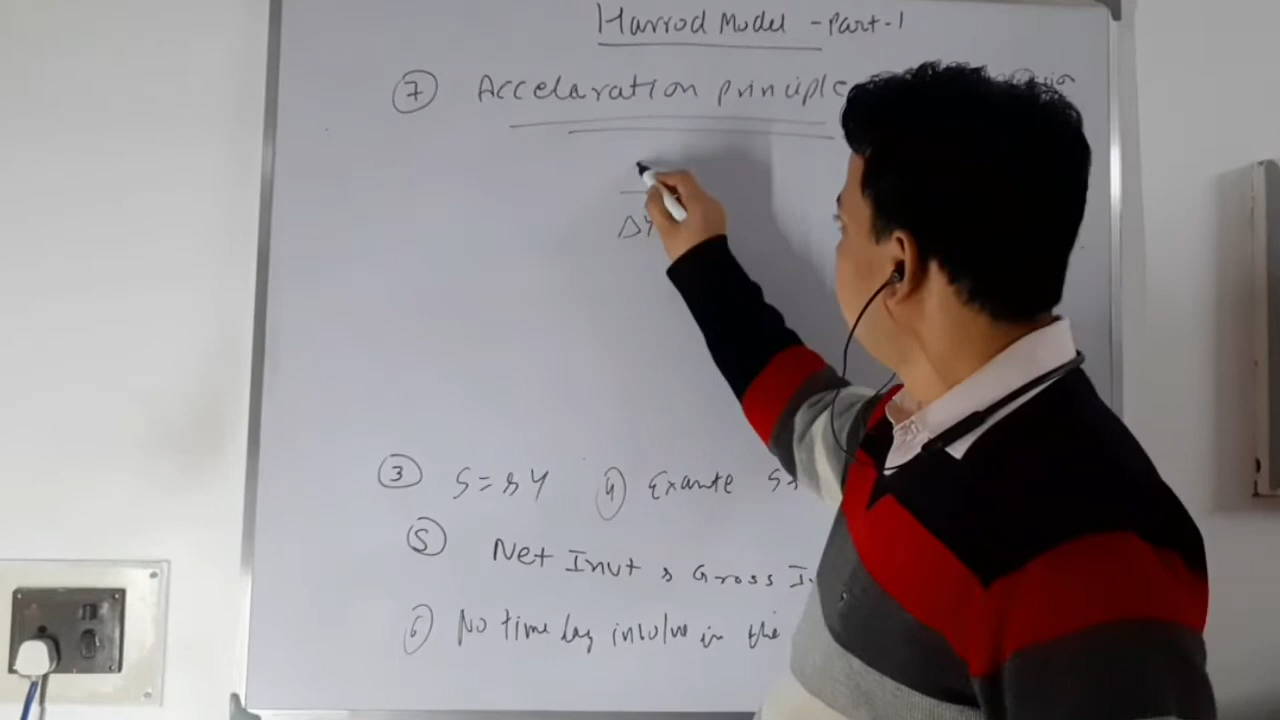 Harrod Model - Part-1
⑦ Accelaration principle
ΔY
③ S = sY ④ Exante
⑤ Net Invt & Gross
⑥ No time lag involve in the